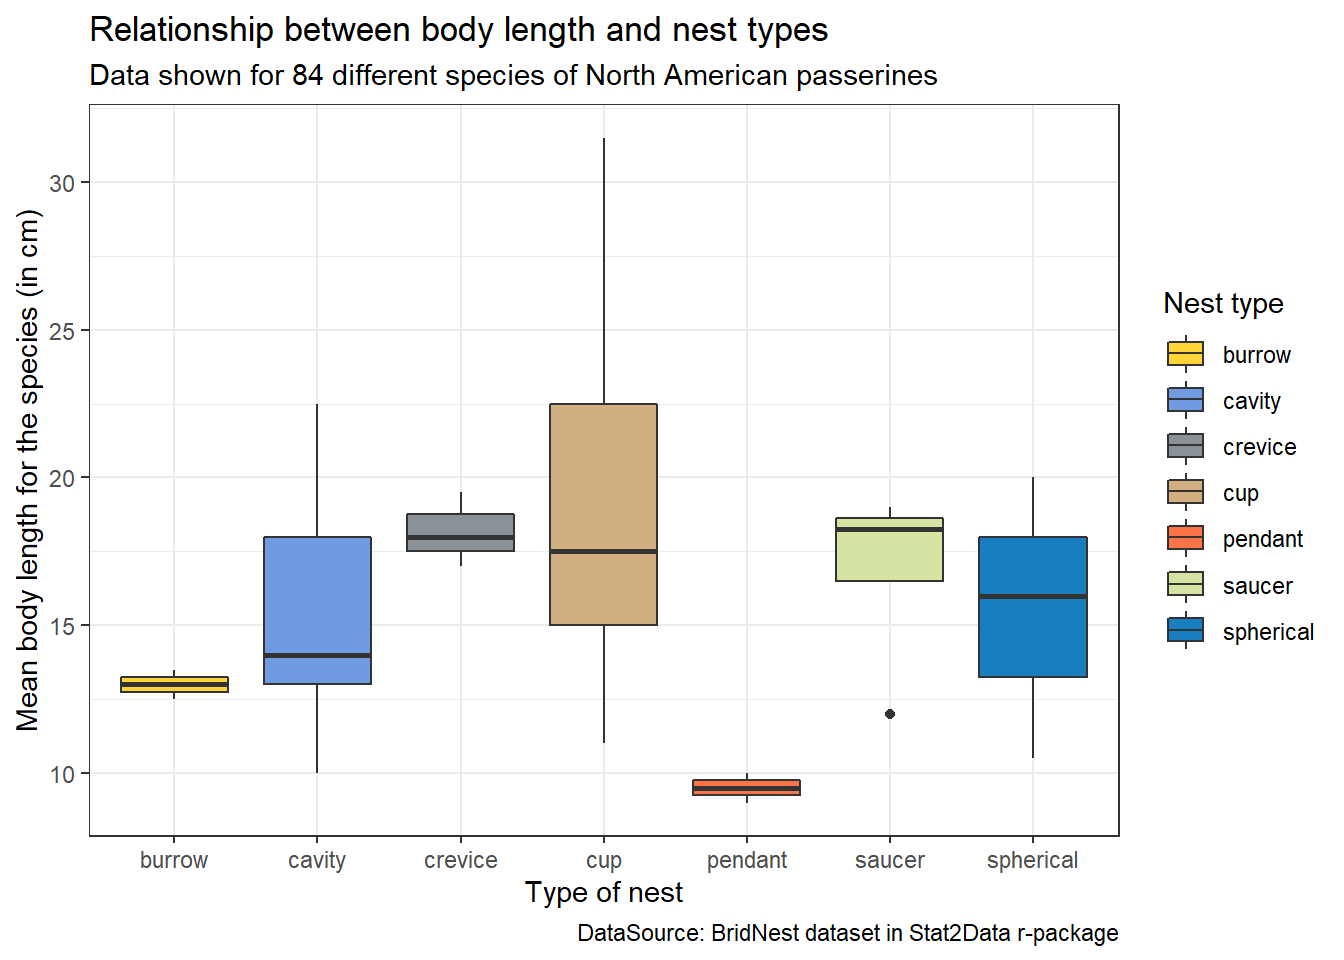 Relationship between body length and nest types
Data shown for 84 different species of North American passerines
Mean body length for the species (in cm)
30
25
20
15
10
burrow
cavity
crevice
cup
pendant
saucer
spherical
Type of nest
DataSource: BridNest dataset in Stat2Data r-package
Nest type
burrow
cavity
crevice
cup
pendant
saucer
spherical